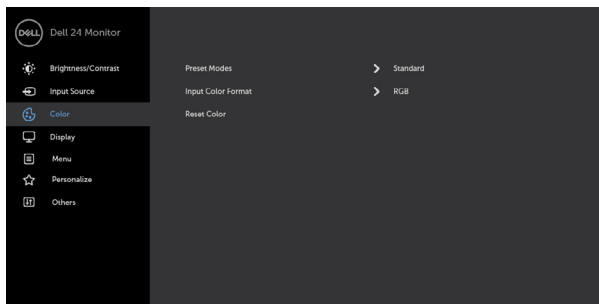 DELL Dell 24 Monitor
Brightness/Contrast
Preset Modes Standard
Input Source
Input Color Format RGB
Color
Reset Color
Display
Menu
Personalize
Others